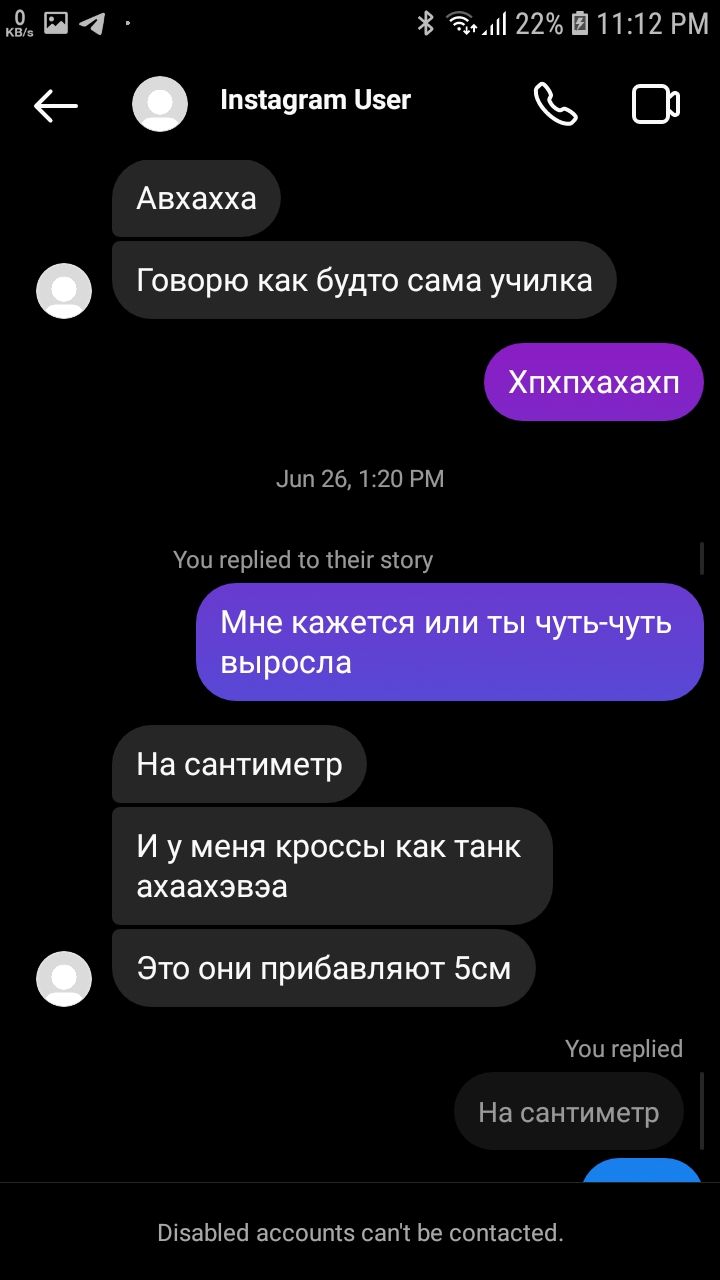 0
KB/s
22% 11:12 PM
Instagram User
Авхахха
Говорю как будто сама училка
Хпхпхахахп
Jun 26, 1:20 PM
You replied to their story
Мне кажется или ты чуть-чуть
выросла
На сантиметр
И у меня кроссы как танк
ахаахэвэа
Это они прибавляют 5см
You replied
На сантиметр
Disabled accounts can't be contacted.